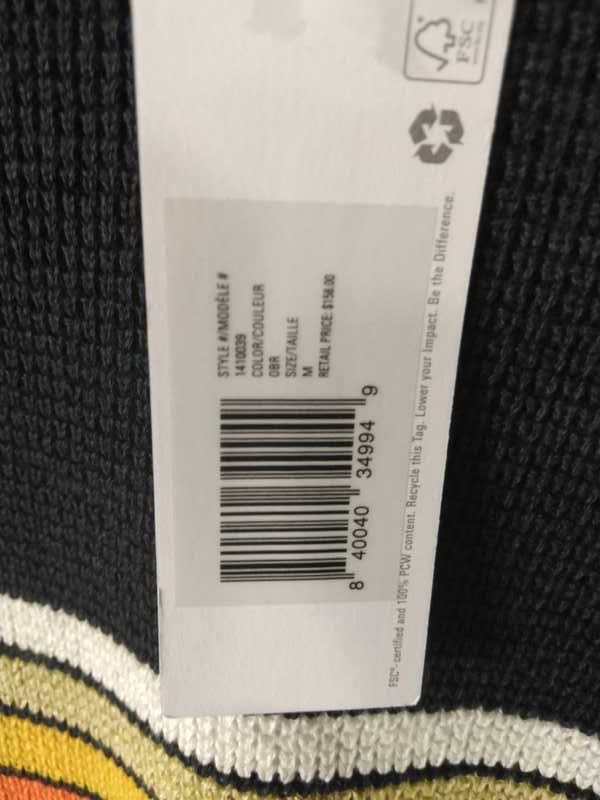 FSC
STYLE #/MODÈLE #
1410039
COLOR/COULEUR
OBR
SIZE/TAILLE
M
RETAIL PRICE: $158.00
8 40040 34994 9
FSC®-certified and 100% PCW content. Recycle this Tag. Lower your Impact. Be the Difference.